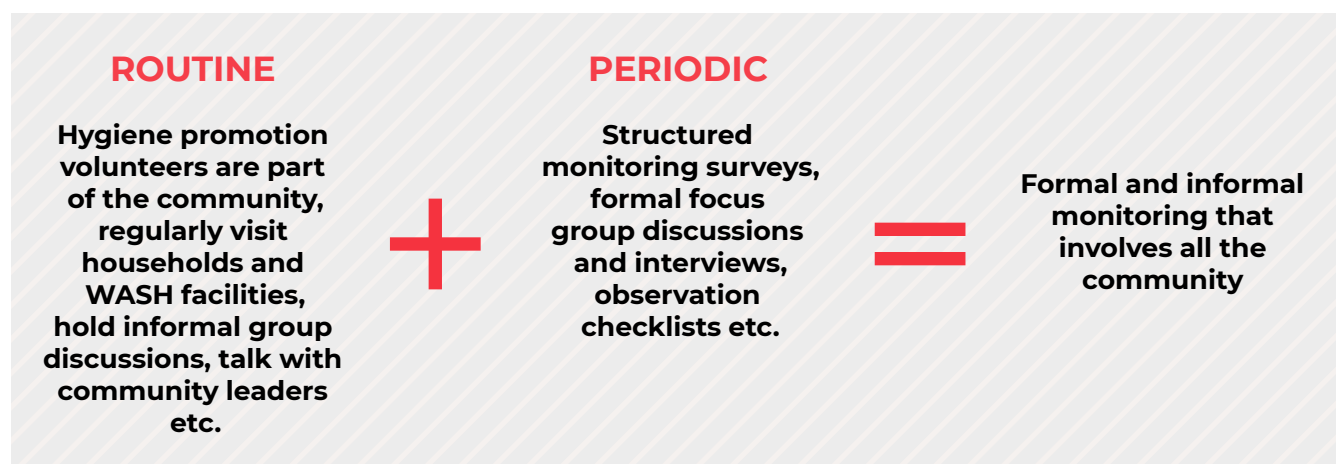 ROUTINE
Hygiene promotion
volunteers are part
of the community,
regularly visit
households and
WASH facilities,
hold informal group
discussions, talk with
community leaders
etc.
+
PERIODIC
Structured
monitoring surveys,
formal focus
group discussions
and interviews,
observation
checklists etc.
=
Formal and informal
monitoring that
involves all the
community